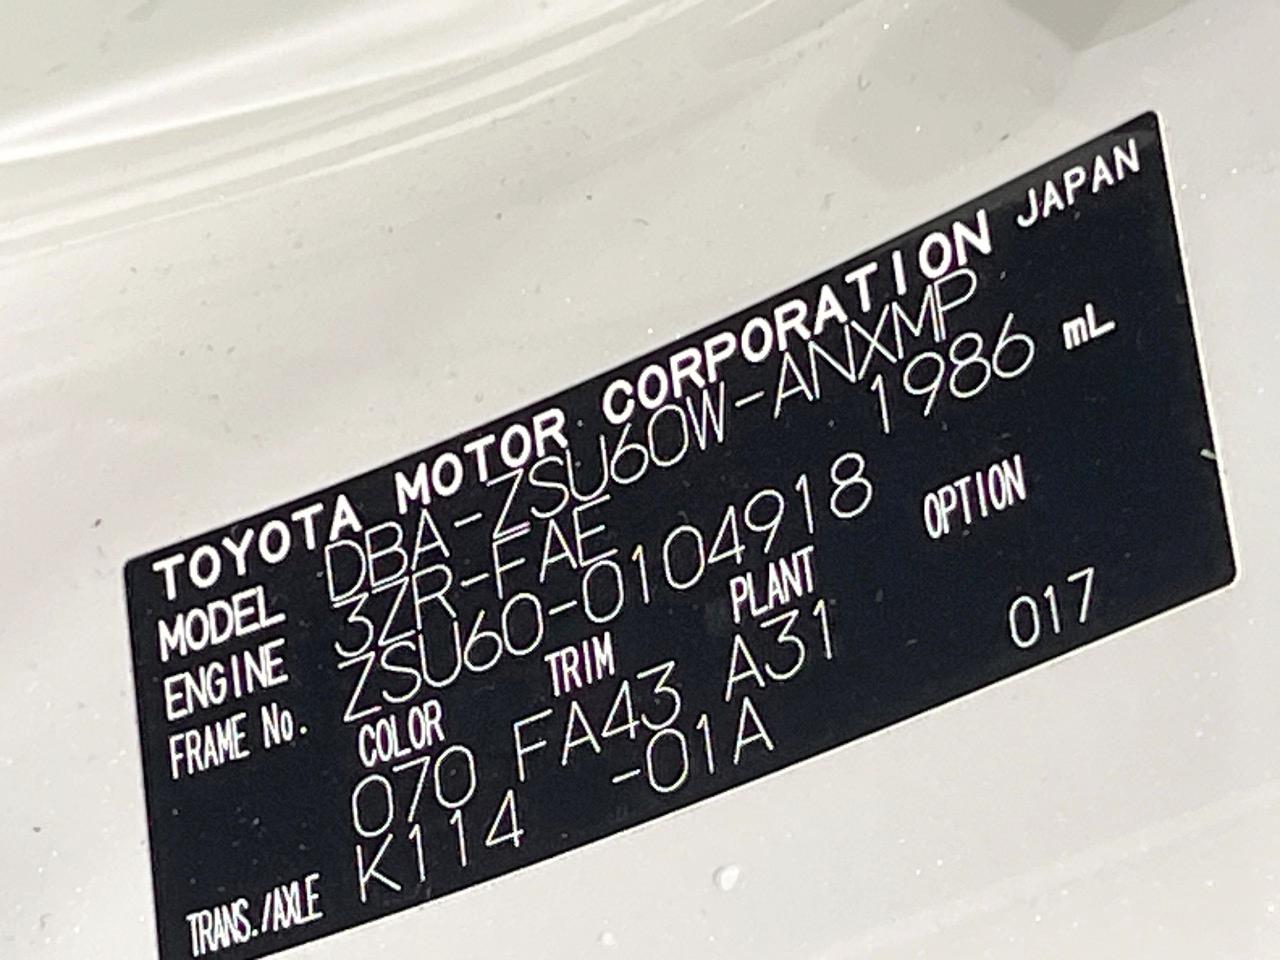 TOYOTA MOTOR CORPORATION JAPAN
MODEL DBA-ZSU60W-ANXMP
ENGINE 3ZR-FAE 1986 mL
FRAME No. ZSU60-0104918
COLOR TRIM PLANT OPTION
070 FA43 A31 017
TRANS./AXLE K114 -01A